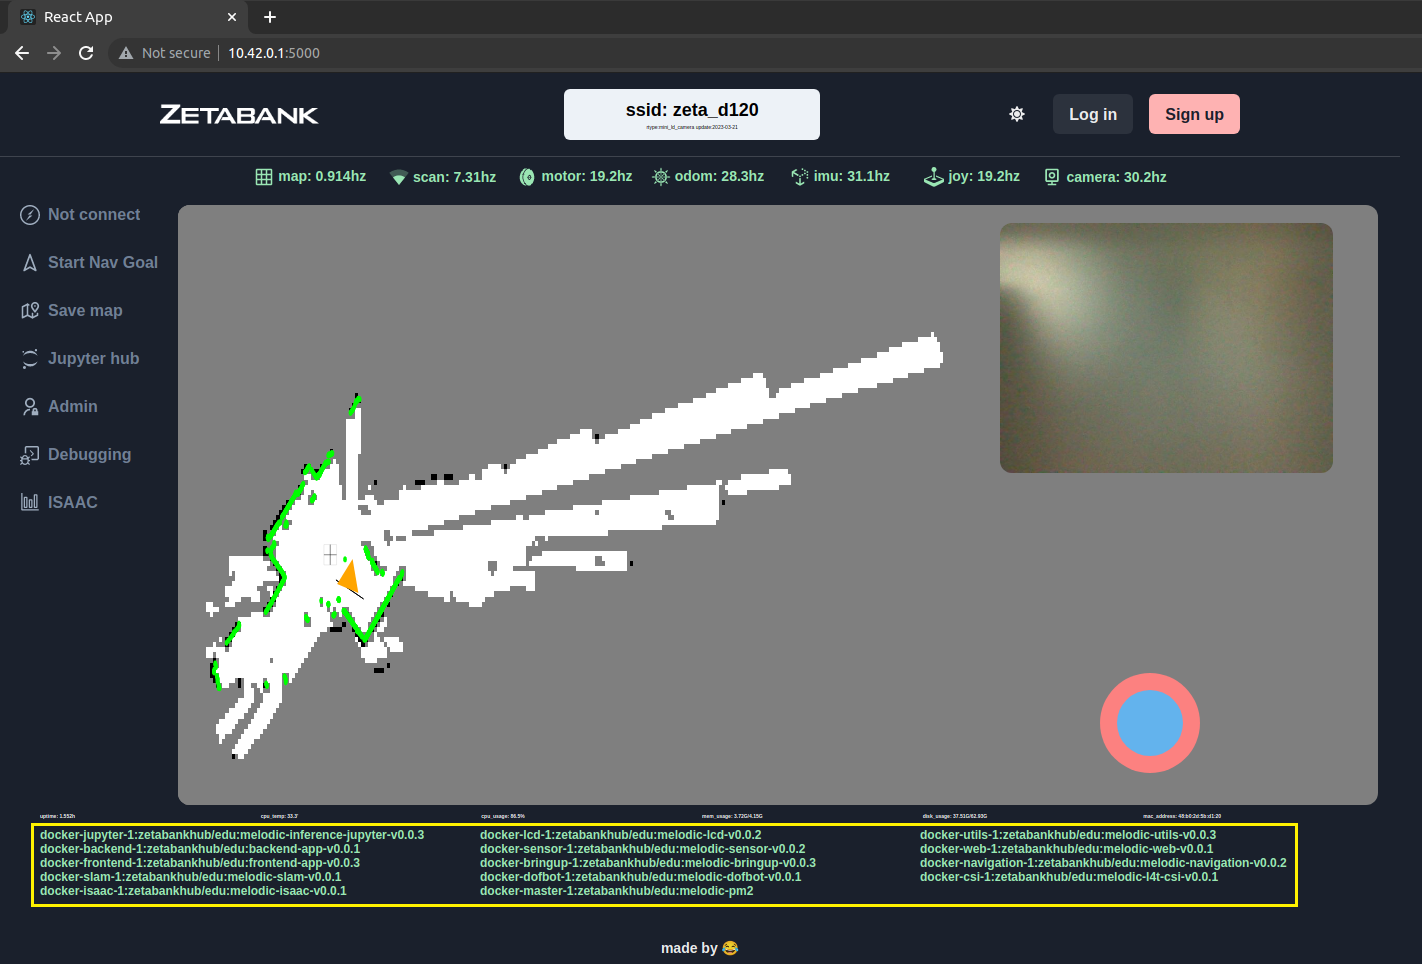 React App
Not secure
10.42.0.1:5000
ZETABANK
ssid: zeta_d120
rtype:mini_ld_camera update:2023-03-21
Log in
Sign up
map: 0.914hz
scan: 7.31hz
motor: 19.2hz
odom: 28.3hz
imu: 31.1hz
joy: 19.2hz
camera: 30.2hz
Not connect
Start Nav Goal
Save map
Jupyter hub
Admin
Debugging
ISAAC
uptime: 1.552h
cpu_temp: 33.3'
cpu_usage: 86.5%
mem_usage: 3.72G/4.15G
disk_usage: 37.51G/62.93G
mac_address: 48:b0:2d:5b:d1:20
docker-jupyter-1:zetabankhub/edu:melodic-inference-jupyter-v0.0.3
docker-backend-1:zetabankhub/edu:backend-app-v0.0.1
docker-frontend-1:zetabankhub/edu:frontend-app-v0.0.3
docker-slam-1:zetabankhub/edu:melodic-slam-v0.0.1
docker-isaac-1:zetabankhub/edu:melodic-isaac-v0.0.1
docker-lcd-1:zetabankhub/edu:melodic-lcd-v0.0.2
docker-sensor-1:zetabankhub/edu:melodic-sensor-v0.0.2
docker-bringup-1:zetabankhub/edu:melodic-bringup-v0.0.3
docker-dofbot-1:zetabankhub/edu:melodic-dofbot-v0.0.1
docker-master-1:zetabankhub/edu:melodic-pm2
docker-utils-1:zetabankhub/edu:melodic-utils-v0.0.3
docker-web-1:zetabankhub/edu:melodic-web-v0.0.1
docker-navigation-1:zetabankhub/edu:melodic-navigation-v0.0.2
docker-csi-1:zetabankhub/edu:melodic-l4t-csi-v0.0.1
made by 😂